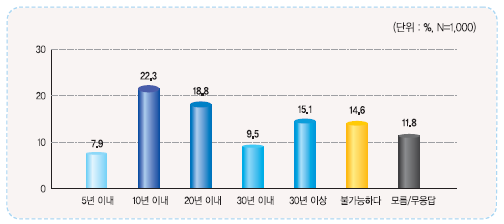 (단위 : %, N=1,000)
30
20
10
0
7.9
22.3
18.8
9.5
15.1
14.6
11.8
5년 이내
10년 이내
20년 이내
30년 이내
30년 이상
불가능하다
모름/무응답